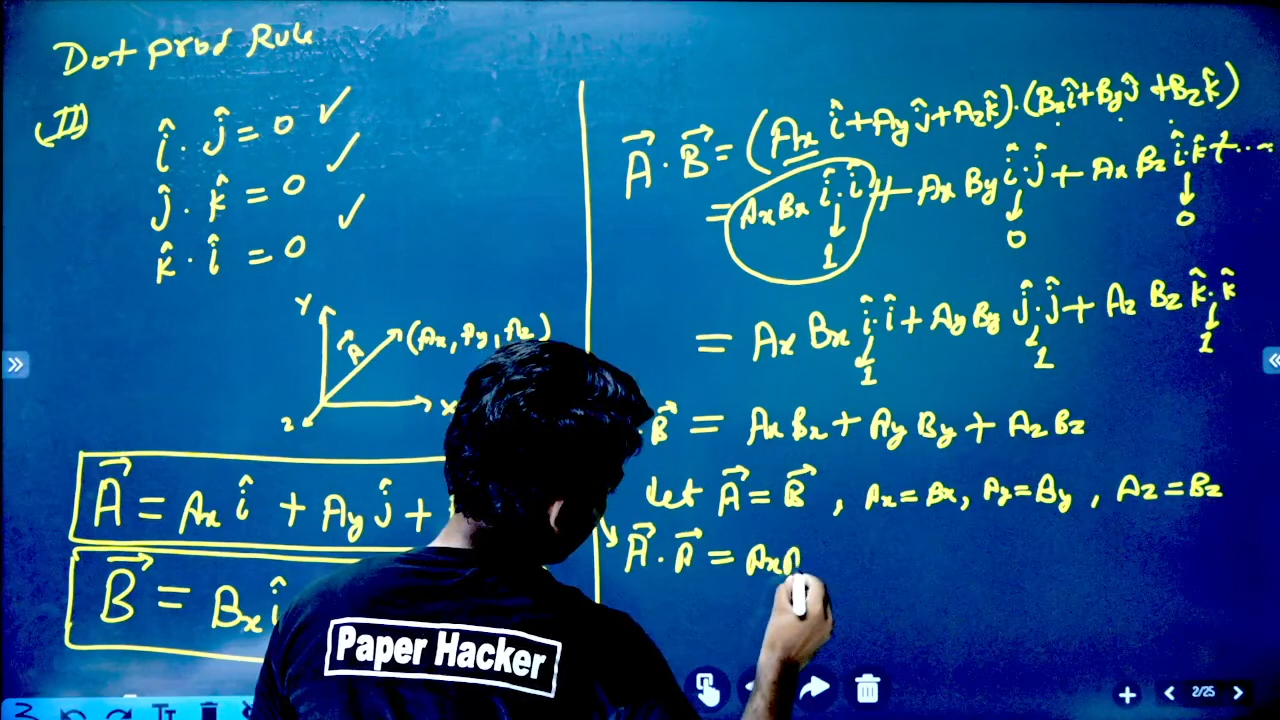 Dot prod Rule
(II)
î · ĵ = 0 ✓
ĵ · k̂ = 0 ✓
k̂ · î = 0 ✓
Y
A⃗
(Ax, Ay, Az)
X
Z
A⃗ = Ax î + Ay ĵ +
B⃗ = Bx î
A⃗ · B⃗ = (Ax î + Ay ĵ + Az k̂) · (Bx î + By ĵ + Bz k̂)
= Ax Bx î · î + Ax By î · ĵ + Ax Bz î · k̂ + ....
1 0 0
= Ax Bx î · î + Ay By ĵ · ĵ + Az Bz k̂ · k̂
1 1 1
· B⃗ = Ax Bx + Ay By + Az Bz
Let A⃗ = B⃗ , Ax = Bx, Ay = By , Az = Bz
A⃗ · A⃗ = Ax A
Paper Hacker
2/25